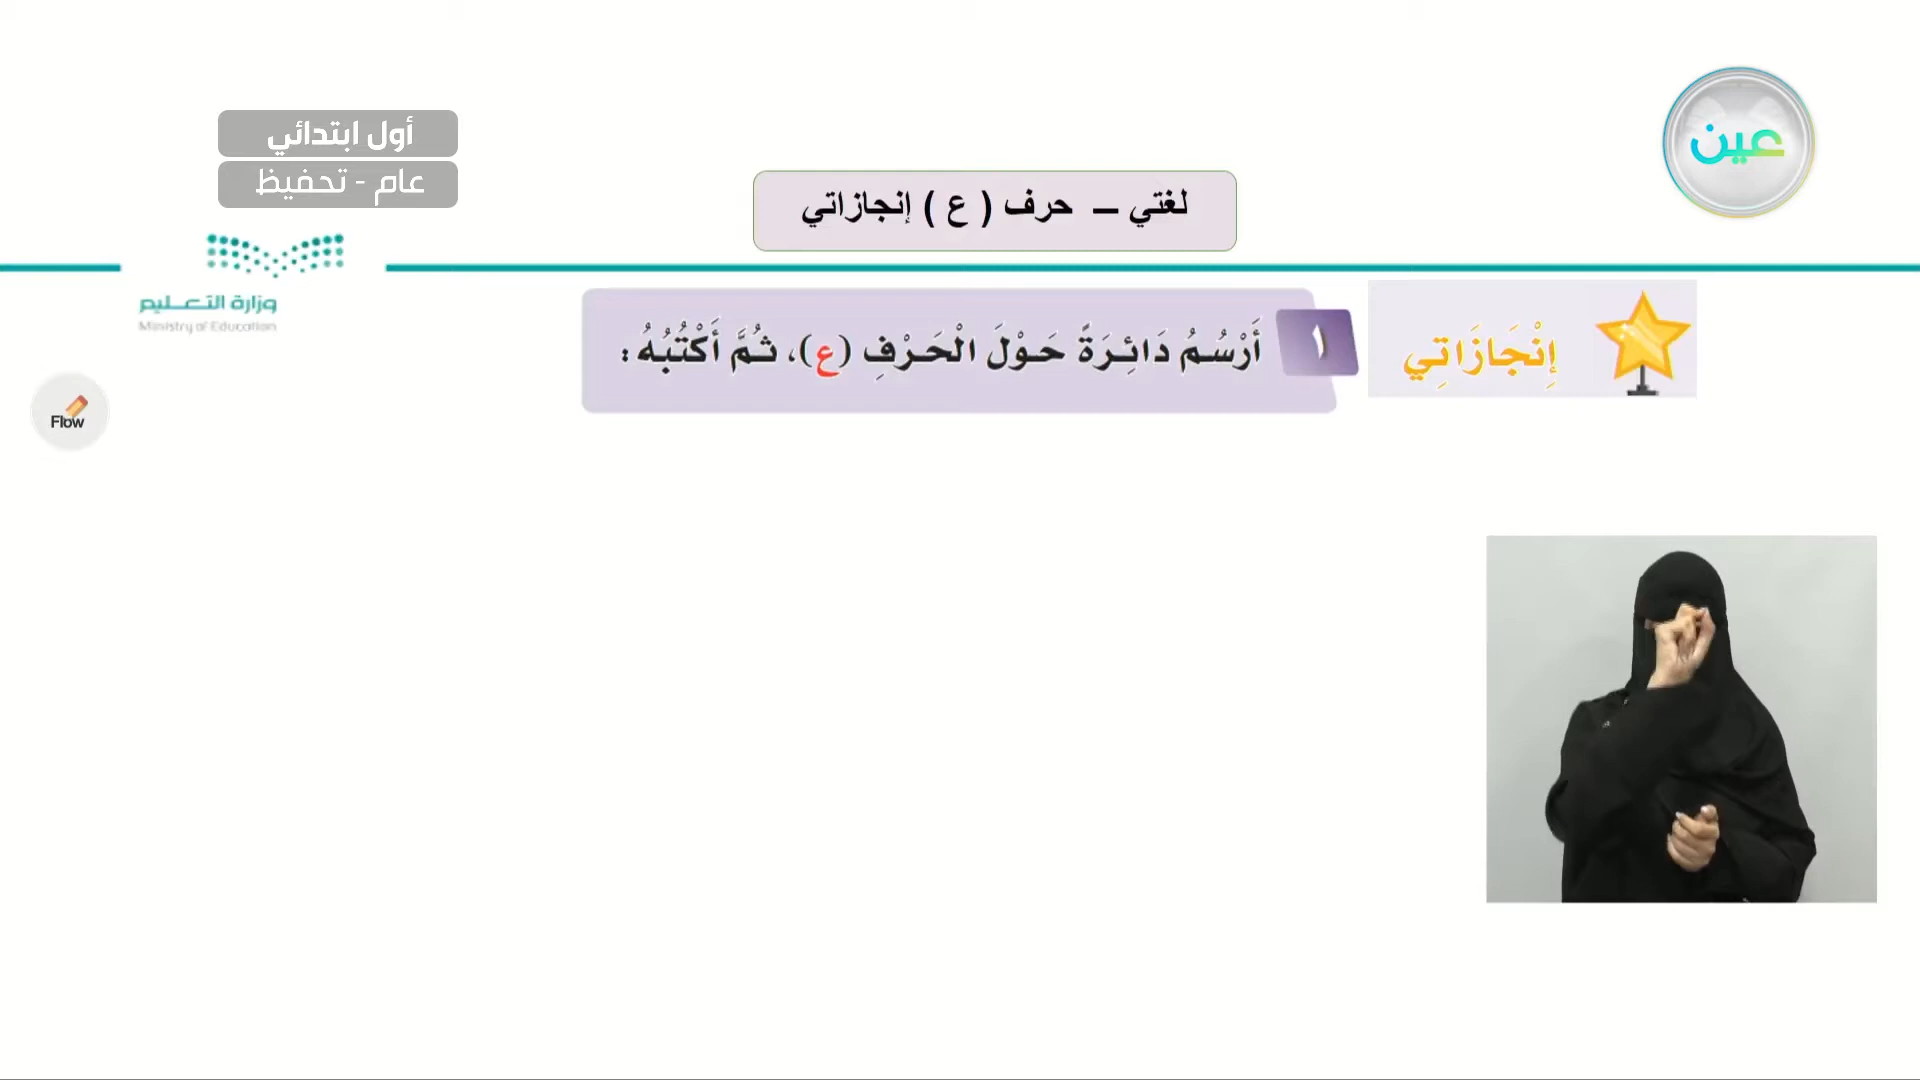 عين
أول ابتدائي
عام - تحفيظ
لغتي – حرف ( ع ) إنجازاتي
وزارة التعليم
Ministry of Education
إِنْجَازَاتِي
١ أَرْسُمُ دَائِرَةً حَوْلَ الْحَرْفِ (ع)، ثُمَّ أَكْتُبُهُ :
Flow